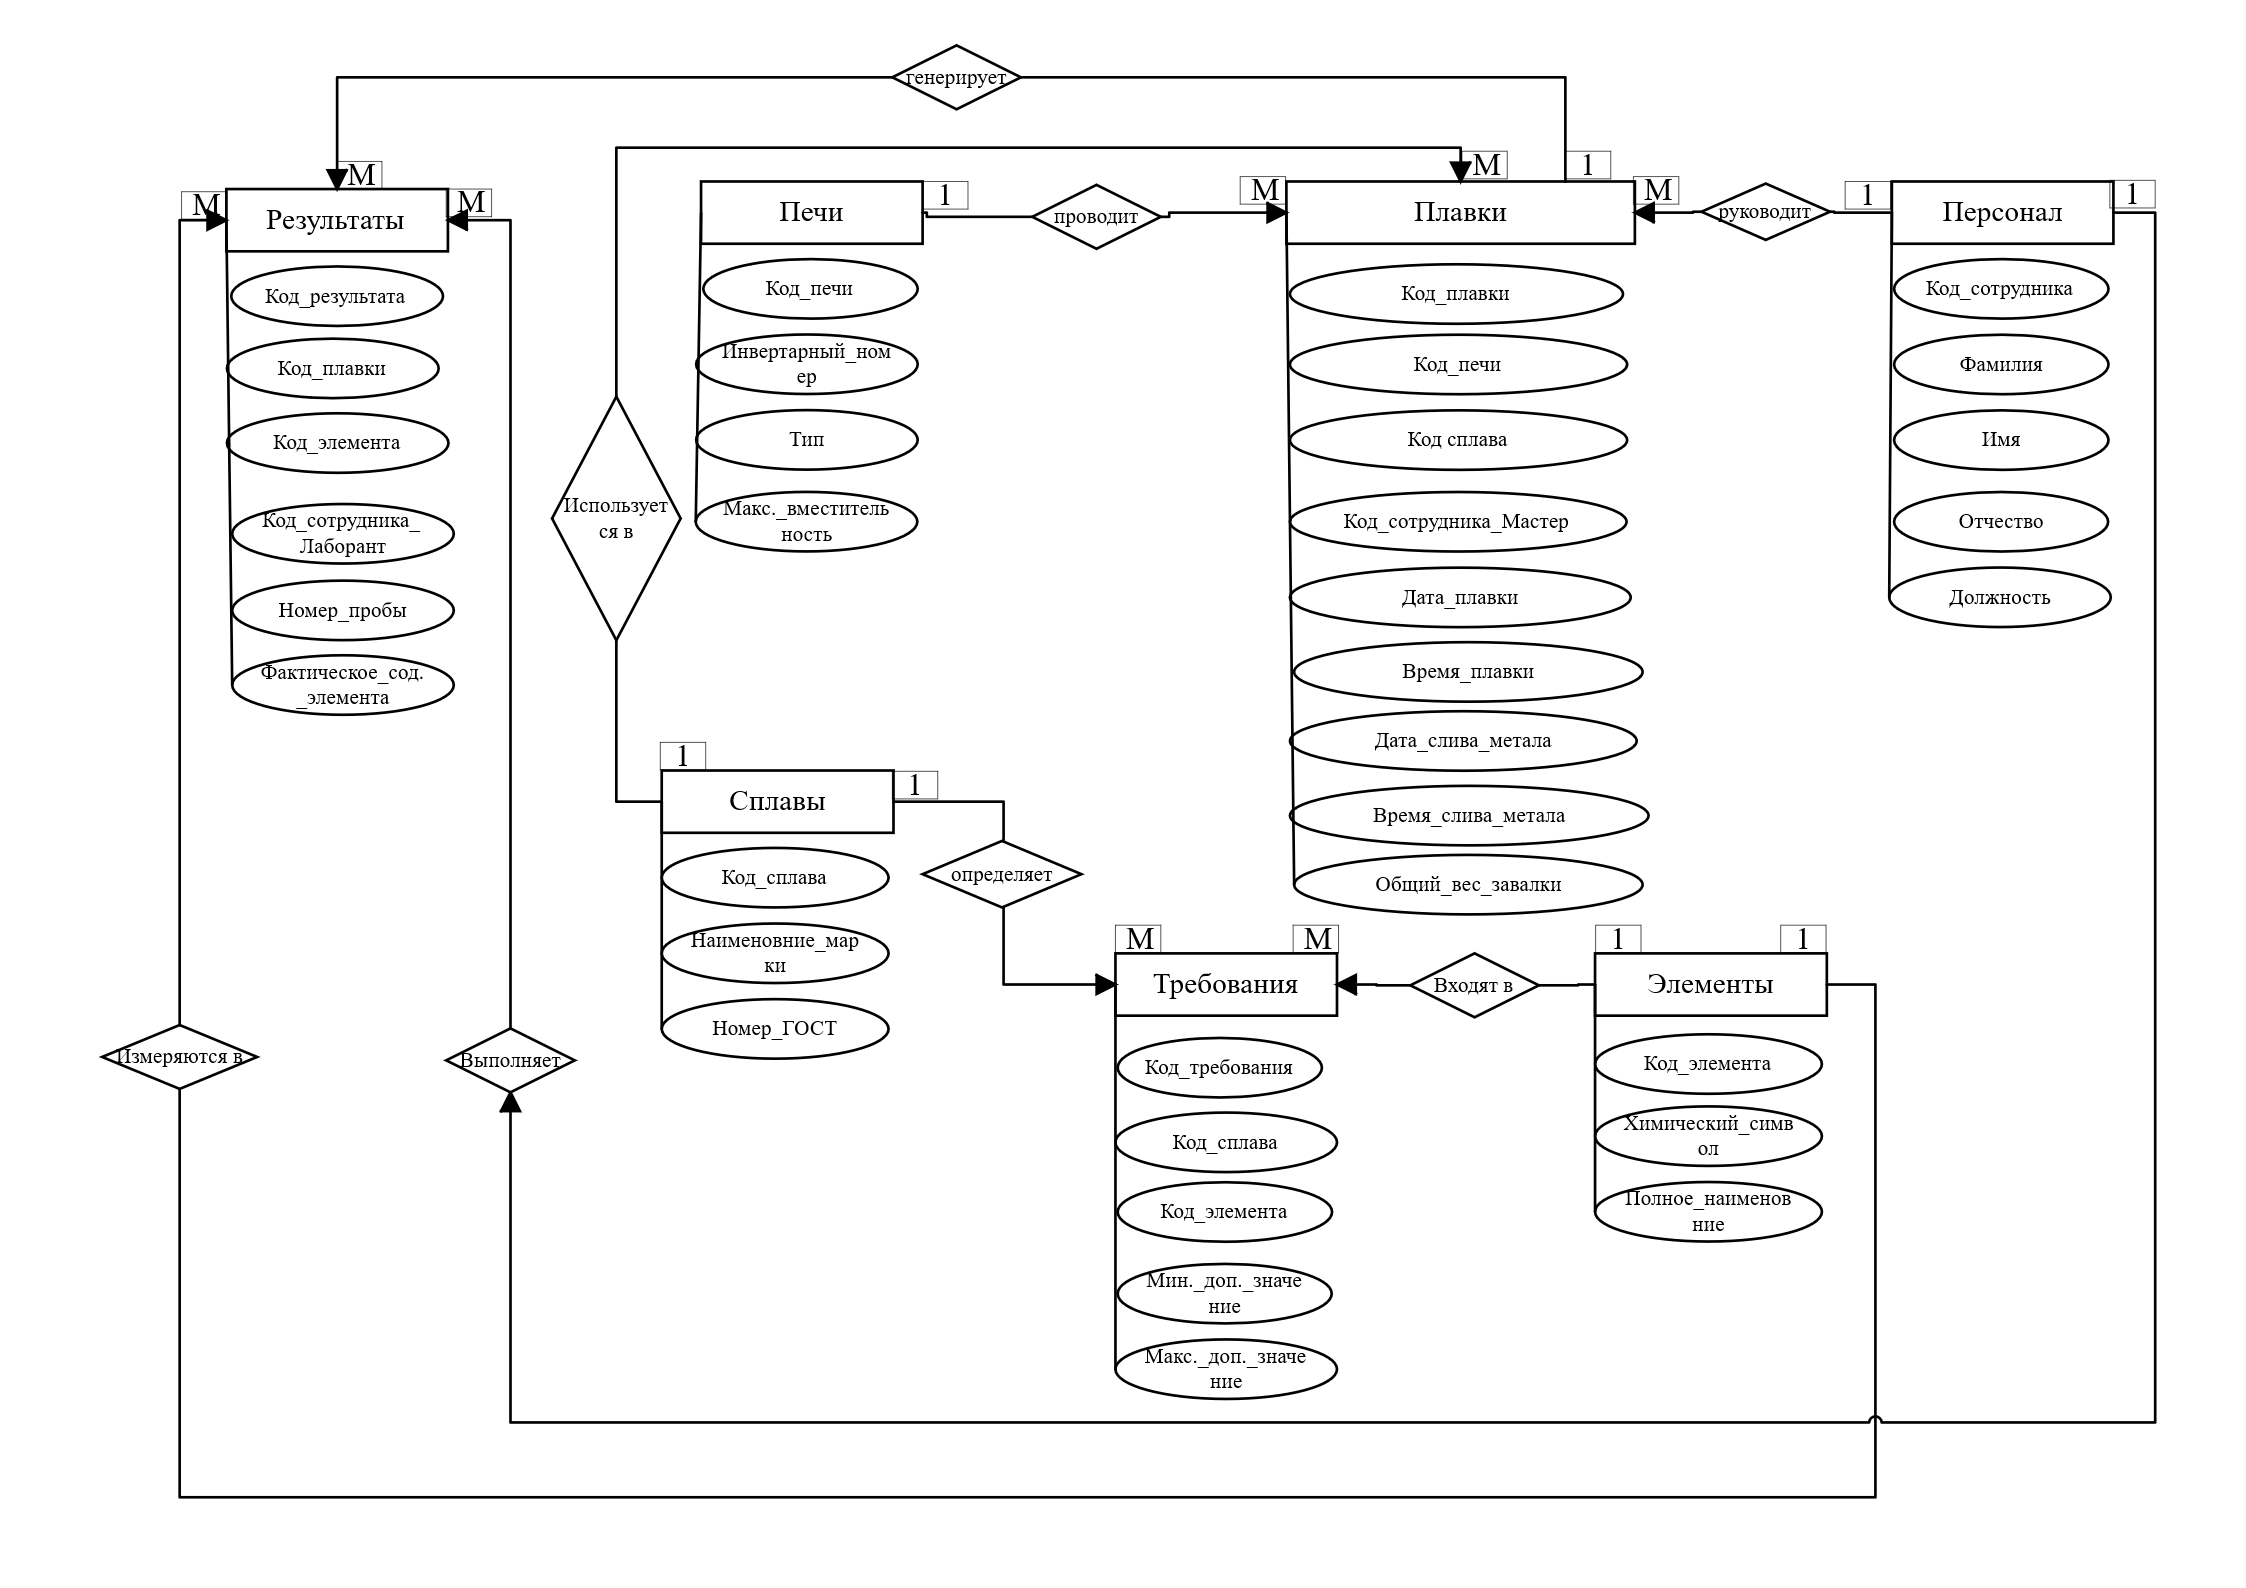 генерирует
М
Результаты
М
М
Код_результата
Код_плавки
Код_элемента
Код_сотрудника_
Лаборант
Номер_пробы
Фактическое_сод.
_элемента
Использует
ся в
Печи
1
Код_печи
Инвертарный_ном
ер
Тип
Макс._вместитель
ность
проводит
М
М
1
Плавки
М
Код_плавки
Код_печи
Код сплава
Код_сотрудника_Мастер
Дата_плавки
Время_плавки
Дата_слива_метала
Время_слива_метала
Общий_вес_завалки
руководит
1
Персонал
1
Код_сотрудника
Фамилия
Имя
Отчество
Должность
1
Сплавы
1
Код_сплава
Наименовние_мар
ки
Номер_ГОСТ
определяет
М
М
Требования
Код_требования
Код_сплава
Код_элемента
Мин._доп._значе
ние
Макс._доп._значе
ние
Входят в
1
1
Элементы
Код_элемента
Химический_симв
ол
Полное_наименов
ние
Измеряются в
Выполняет